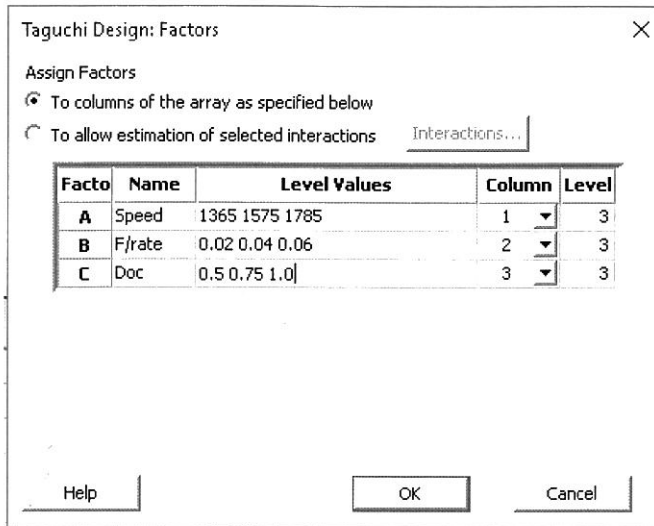 Taguchi Design: Factors
Assign Factors
To columns of the array as specified below
To allow estimation of selected interactions Interactions...
Facto Name Level Values Column Level
A Speed 1365 1575 1785 1 3
B F/rate 0.02 0.04 0.06 2 3
C Doc 0.5 0.75 1.0 3 3
Help OK Cancel